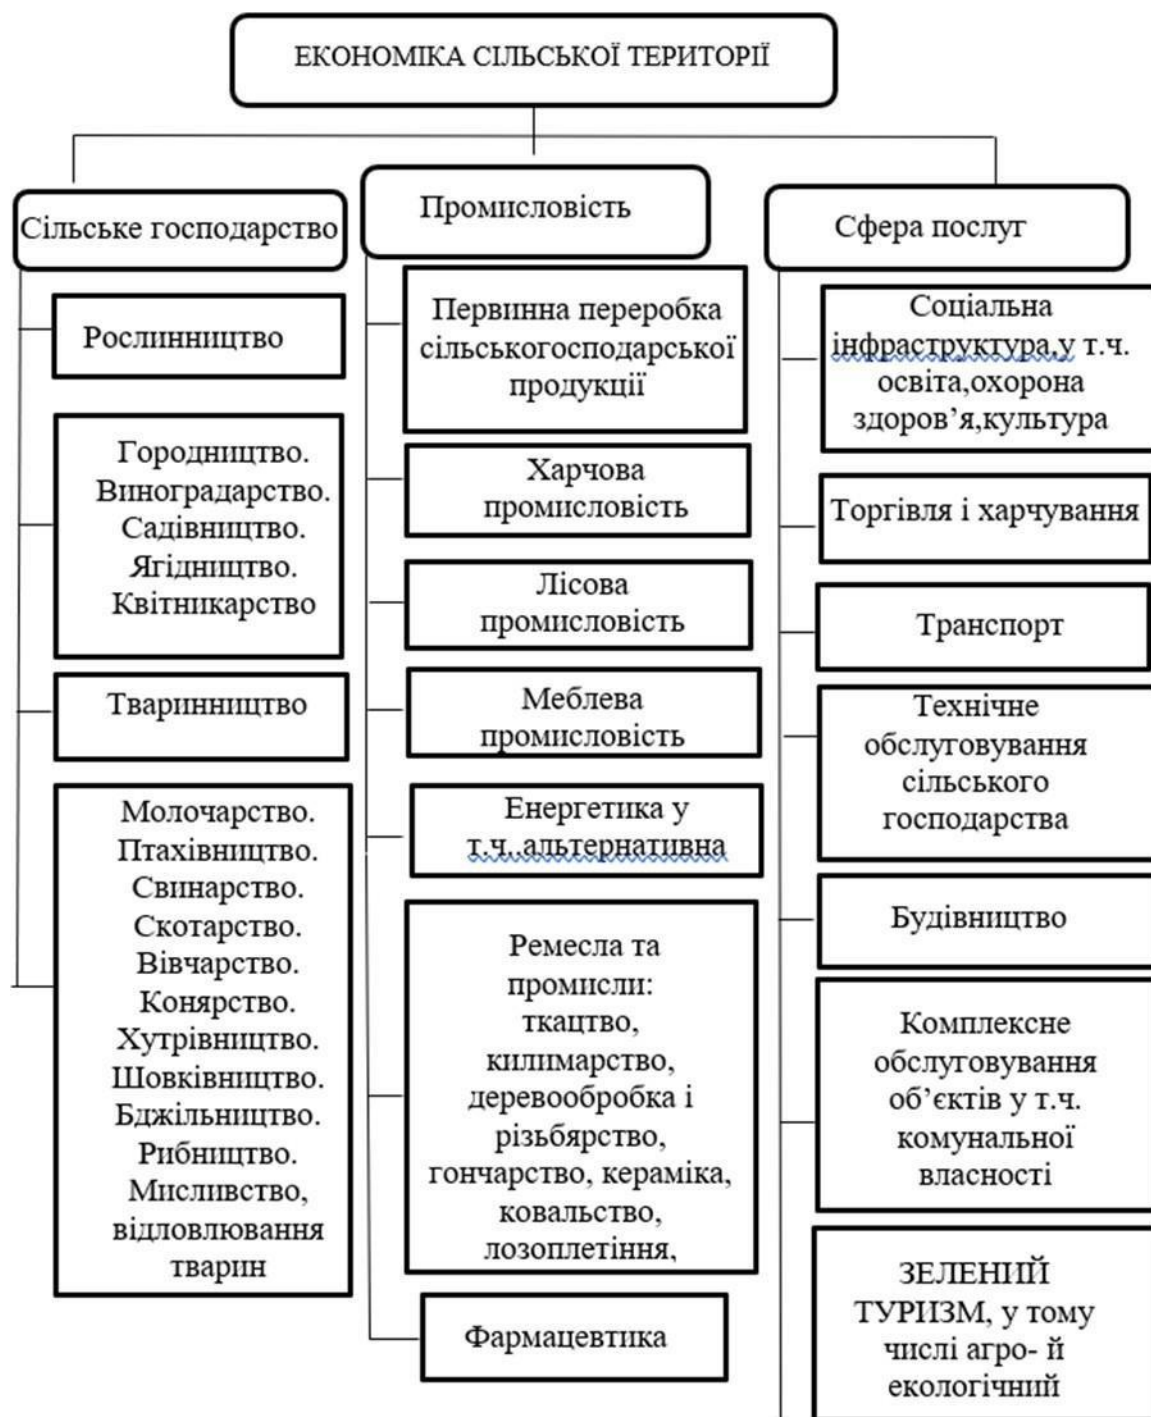 ЕКОНОМІКА СІЛЬСЬКОЇ ТЕРИТОРІЇ
Сільське господарство
Рослинництво
Городництво.
Виноградарство.
Садівництво.
Ягідництво.
Квітникарство
Тваринництво
Молочарство.
Птахівництво.
Свинарство.
Скотарство.
Вівчарство.
Конярство.
Хутрівництво.
Шовківництво.
Бджільництво.
Рибництво.
Мисливство,
відловлювання
тварин
Промисловість
Первинна переробка
сільськогосподарської
продукції
Харчова
промисловість
Лісова
промисловість
Меблева
промисловість
Енергетика у
т.ч..альтернативна
Ремесла та
промисли:
ткацтво,
килимарство,
деревообробка і
різьбярство,
гончарство, кераміка,
ковальство,
лозоплетіння,
Фармацевтика
Сфера послуг
Соціальна
інфраструктура,у т.ч.
освіта,охорона
здоров’я,культура
Торгівля і харчування
Транспорт
Технічне
обслуговування
сільського
господарства
Будівництво
Комплексне
обслуговування
об’єктів у т.ч.
комунальної
власності
ЗЕЛЕНИЙ
ТУРИЗМ, у тому
числі агро- й
екологічний